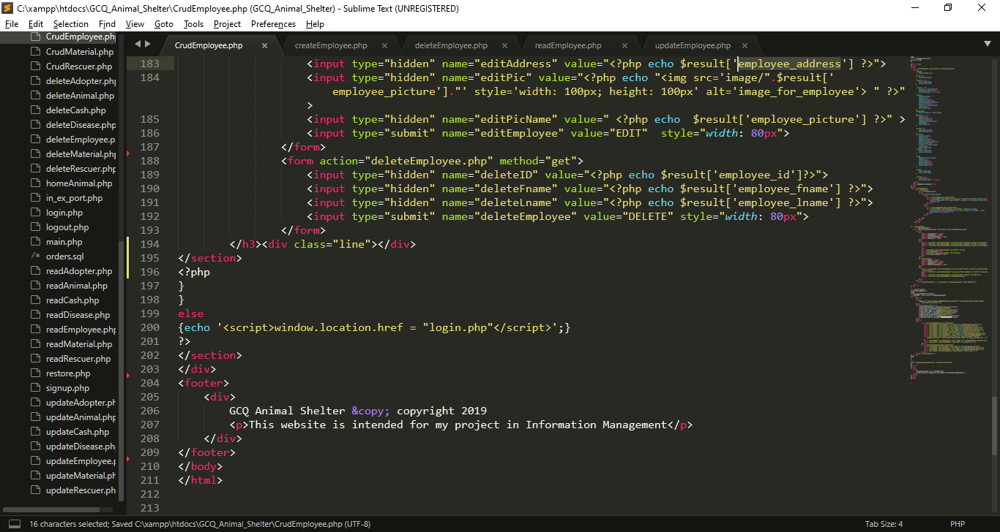 C:\xampp\htdocs\GCQ_Animal_Shelter\CrudEmployee.php (GCQ_Animal_Shelter) - Sublime Text (UNREGISTERED)
File Edit Selection Find View Goto Tools Project Preferences Help
CrudEmployee.ph
CrudMaterial.php
CrudRescuer.php
deleteAdopter.ph
deleteAnimal.php
deleteCash.php
deleteDisease.php
deleteEmployee.p
deleteMaterial.ph
deleteRescuer.php
homeAnimal.php
in_ex_port.php
login.php
logout.php
main.php
/* orders.sql
readAdopter.php
readAnimal.php
readCash.php
readDisease.php
readEmployee.php
readMaterial.php
readRescuer.php
restore.php
signup.php
updateAdopter.ph
updateAnimal.php
updateCash.php
updateDisease.ph
updateEmployee.p
updateMaterial.ph
updateRescuer.ph
CrudEmployee.php × createEmployee.php × deleteEmployee.php × readEmployee.php × updateEmployee.php ×
183 <input type="hidden" name="editAddress" value="<?php echo $result['employee_address'] ?>">
184 <input type="hidden" name="editPic" value="<?php echo "<img src='image/".$result['
employee_picture']."' style='width: 100px; height: 100px' alt='image_for_employee'> " ?>"
>
185 <input type="hidden" name="editPicName" value=" <?php echo  $result['employee_picture'] ?>" >
186 <input type="submit" name="editEmployee" value="EDIT"  style="width: 80px">
187 </form>
188 <form action="deleteEmployee.php" method="get">
189 <input type="hidden" name="deleteID" value="<?php echo $result['employee_id']?>">
190 <input type="hidden" name="deleteFname" value="<?php echo $result['employee_fname'] ?>">
191 <input type="hidden" name="deleteLname" value="<?php echo $result['employee_lname'] ?>">
192 <input type="submit" name="deleteEmployee" value="DELETE" style="width: 80px">
193 </form>
194 </h3><div class="line"></div>
195 </section>
196 <?php
197 }
198 }
199 else
200 {echo '<script>window.location.href = "login.php"</script>';}
201 ?>
202 </section>
203 </div>
204 <footer>
205 <div>
206 GCQ Animal Shelter &copy; copyright 2019
207 <p>This website is intended for my project in Information Management</p>
208 </div>
209 </footer>
210 </body>
211 </html>
212
213
16 characters selected; Saved C:\xampp\htdocs\GCQ_Animal_Shelter\CrudEmployee.php (UTF-8) Tab Size: 4 PHP